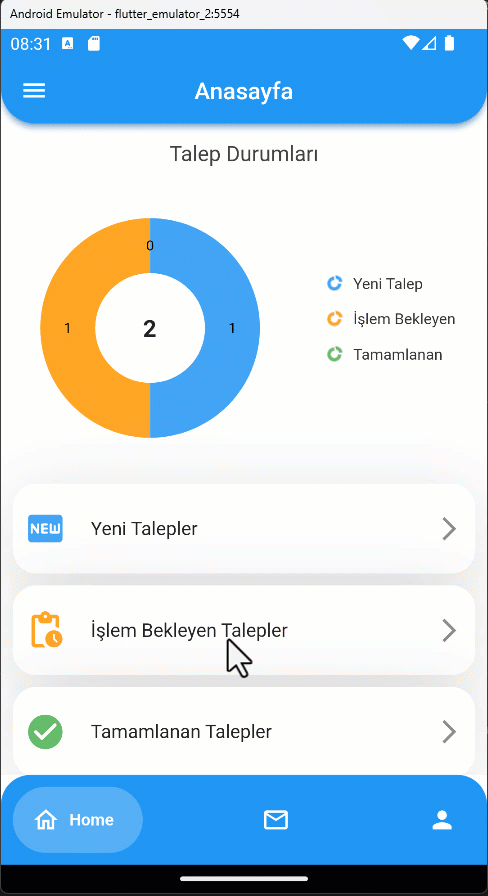 Android Emulator - flutter_emulator_2:5554
08:31 A
Anasayfa
Talep Durumları
0
1
2
1
Yeni Talep
İşlem Bekleyen
Tamamlanan
NEW Yeni Talepler
İşlem Bekleyen Talepler
Tamamlanan Talepler
Home